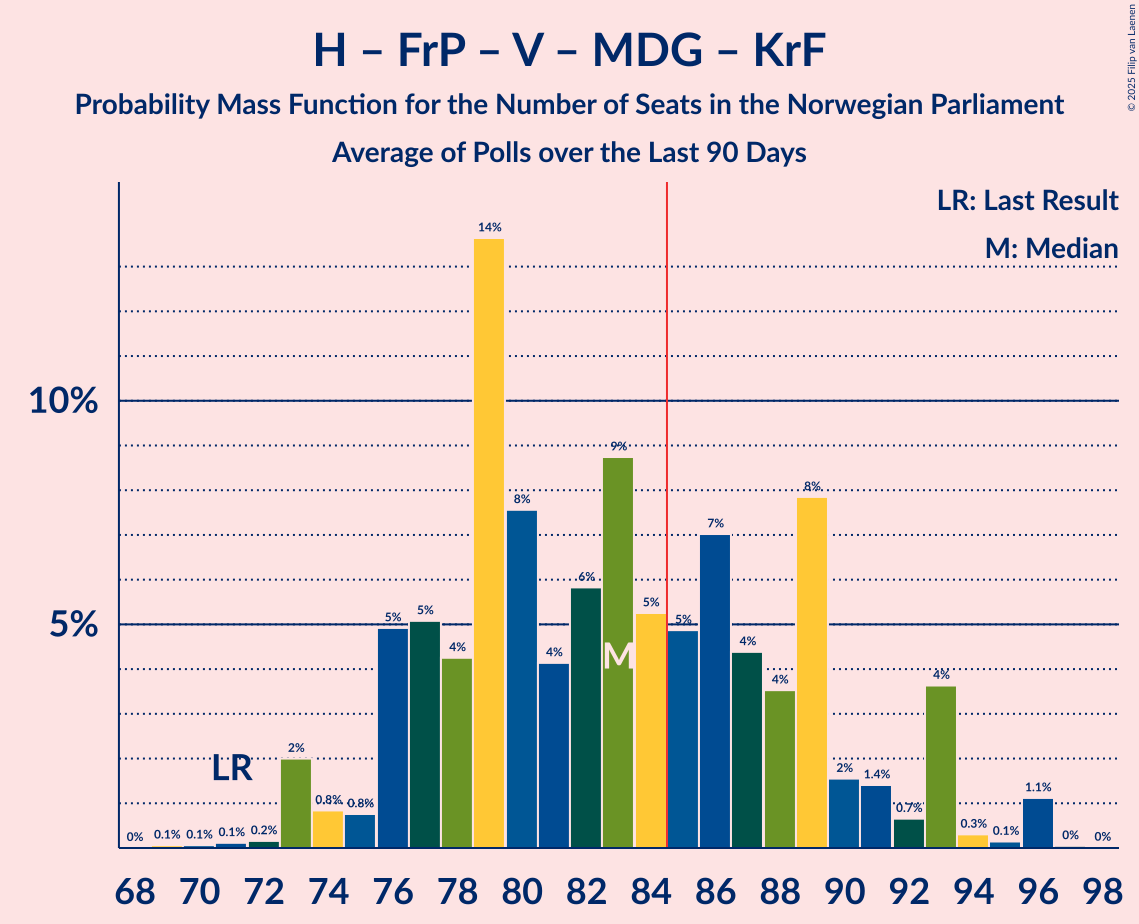 H – FrP – V – MDG – KrF
Probability Mass Function for the Number of Seats in the Norwegian Parliament
Average of Polls over the Last 90 Days
© 2025 Filip van Laenen
LR: Last Result
M: Median
10%
5%
0% 0.1% 0.1% 0.1% 0.2% 2% 0.8% 0.8% 5% 5% 4% 14% 8% 4% 6% 9% 5% 5% 7% 4% 4% 8% 2% 1.4% 0.7% 4% 0.3% 0.1% 1.1% 0% 0%
LR
M
68 70 72 74 76 78 80 82 84 86 88 90 92 94 96 98